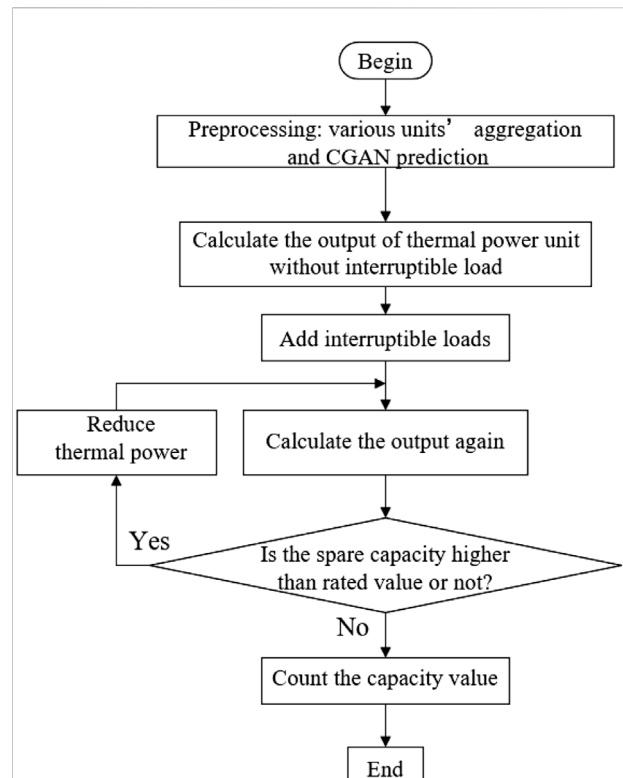 Begin
Preprocessing: various units’ aggregation
and CGAN prediction
Calculate the output of thermal power unit
without interruptible load
Add interruptible loads
Reduce
thermal power
Calculate the output again
Yes
Is the spare capacity higher
than rated value or not?
No
Count the capacity value
End